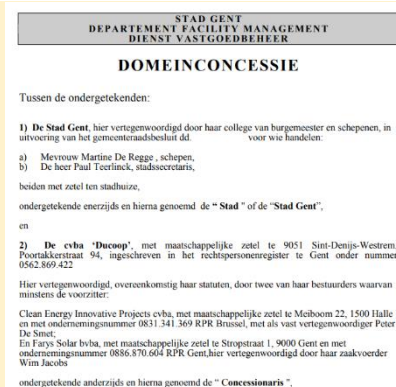 STAD GENT
DEPARTEMENT FACILITY MANAGEMENT
DIENST VASTGOEDBEHEER
DOMEINCONCESSIE
Tussen de ondergetekenden:
1) De Stad Gent, hier vertegenwoordigd door haar college van burgemeester en schepenen, in
uitvoering van het gemeenteraadsbesluit dd. voor wie handelen:
a) Mevrouw Martine De Regge , schepen,
b) De heer Paul Teerlinck, stadssecretaris,
beiden met zetel ten stadhuize,
ondergetekende enerzijds en hierna genoemd de “ Stad ” of de “Stad Gent”,
en
2) De cvba ‘Ducoop’, met maatschappelijke zetel te 9051 Sint-Denijs-Westrem,
Poortakkerstraat 94, ingeschreven in het rechtspersonenregister te Gent onder nummer
0562.869.422
Hier vertegenwoordigd, overeenkomstig haar statuten, door twee van haar bestuurders waarvan
minstens de voorzitter:
Clean Energy Innovative Projects cvba, met maatschappelijke zetel te Meiboom 22, 1500 Halle
en met ondernemingsnummer 0831.341.369 RPR Brussel, met als vast vertegenwoordiger Peter
De Smet;
En Farys Solar bvba, met maatschappelijke zetel te Stropstraat 1, 9000 Gent en met
ondernemingsnummer 0886.870.604 RPR Gent,hier vertegenwoordigd door haar zaakvoerder
Wim Jacobs
ondergetekende anderzijds en hierna genoemd de “ Concessionaris ”,